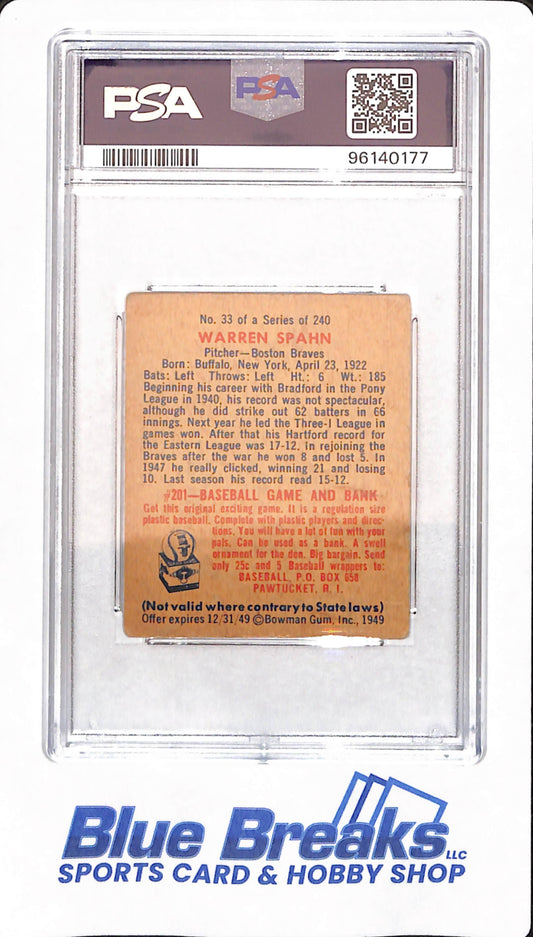 PSA
PSA
96140177
No. 33 of a Series of 240
WARREN SPAHN
Pitcher—Boston Braves
Born: Buffalo, New York, April 23, 1922
Bats: Left Throws: Left Ht.: 6 Wt.: 185
Beginning his career with Bradford in the Pony
League in 1940, his record was not spectacular,
although he did strike out 62 batters in 66
innings. Next year he led the Three-I League in
games won. After that his Hartford record for
the Eastern League was 17-12. In rejoining the
Braves after the war he won 8 and lost 5. In
1947 he really clicked, winning 21 and losing
10. Last season his record read 15-12.
#201—BASEBALL GAME AND BANK
Get this original exciting game. It is a regulation size
plastic baseball. Complete with plastic players and direc-
tions. You will have a lot of fun with your
pals. Can be used as a bank. A swell
ornament for the den. Big bargain. Send
only 25c and 5 Baseball wrappers to:
BASEBALL, P.O. BOX 658
PAWTUCKET, R. I.
(Not valid where contrary to State laws)
Offer expires 12/31/49 ©Bowman Gum, Inc., 1949
Blue Breaks LLC
SPORTS CARD & HOBBY SHOP